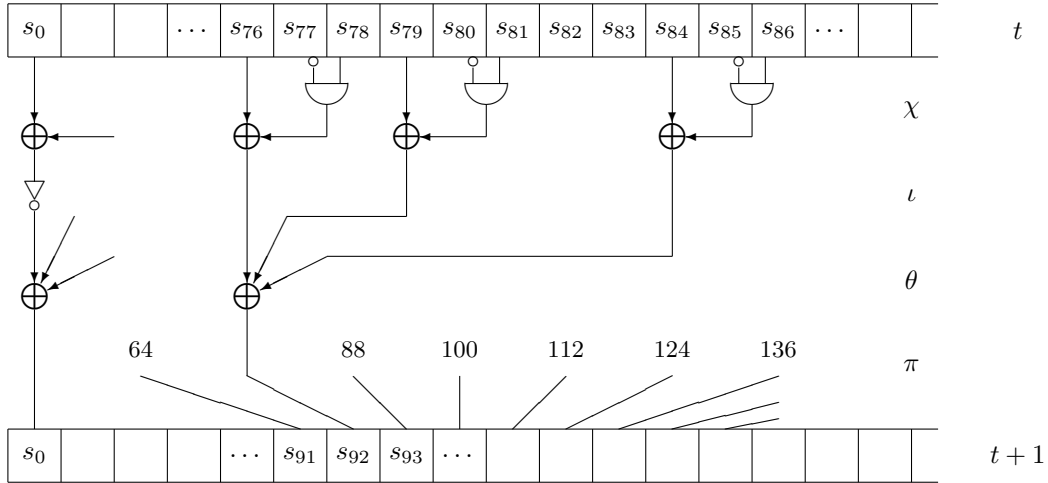 s₀ ⋯ s₇₆ s₇₇ s₇₈ s₇₉ s₈₀ s₈₁ s₈₂ s₈₃ s₈₄ s₈₅ s₈₆ ⋯ t
χ
ι
θ
64 88 100 112 124 136
π
s₀ ⋯ s₉₁ s₉₂ s₉₃ ⋯ t + 1